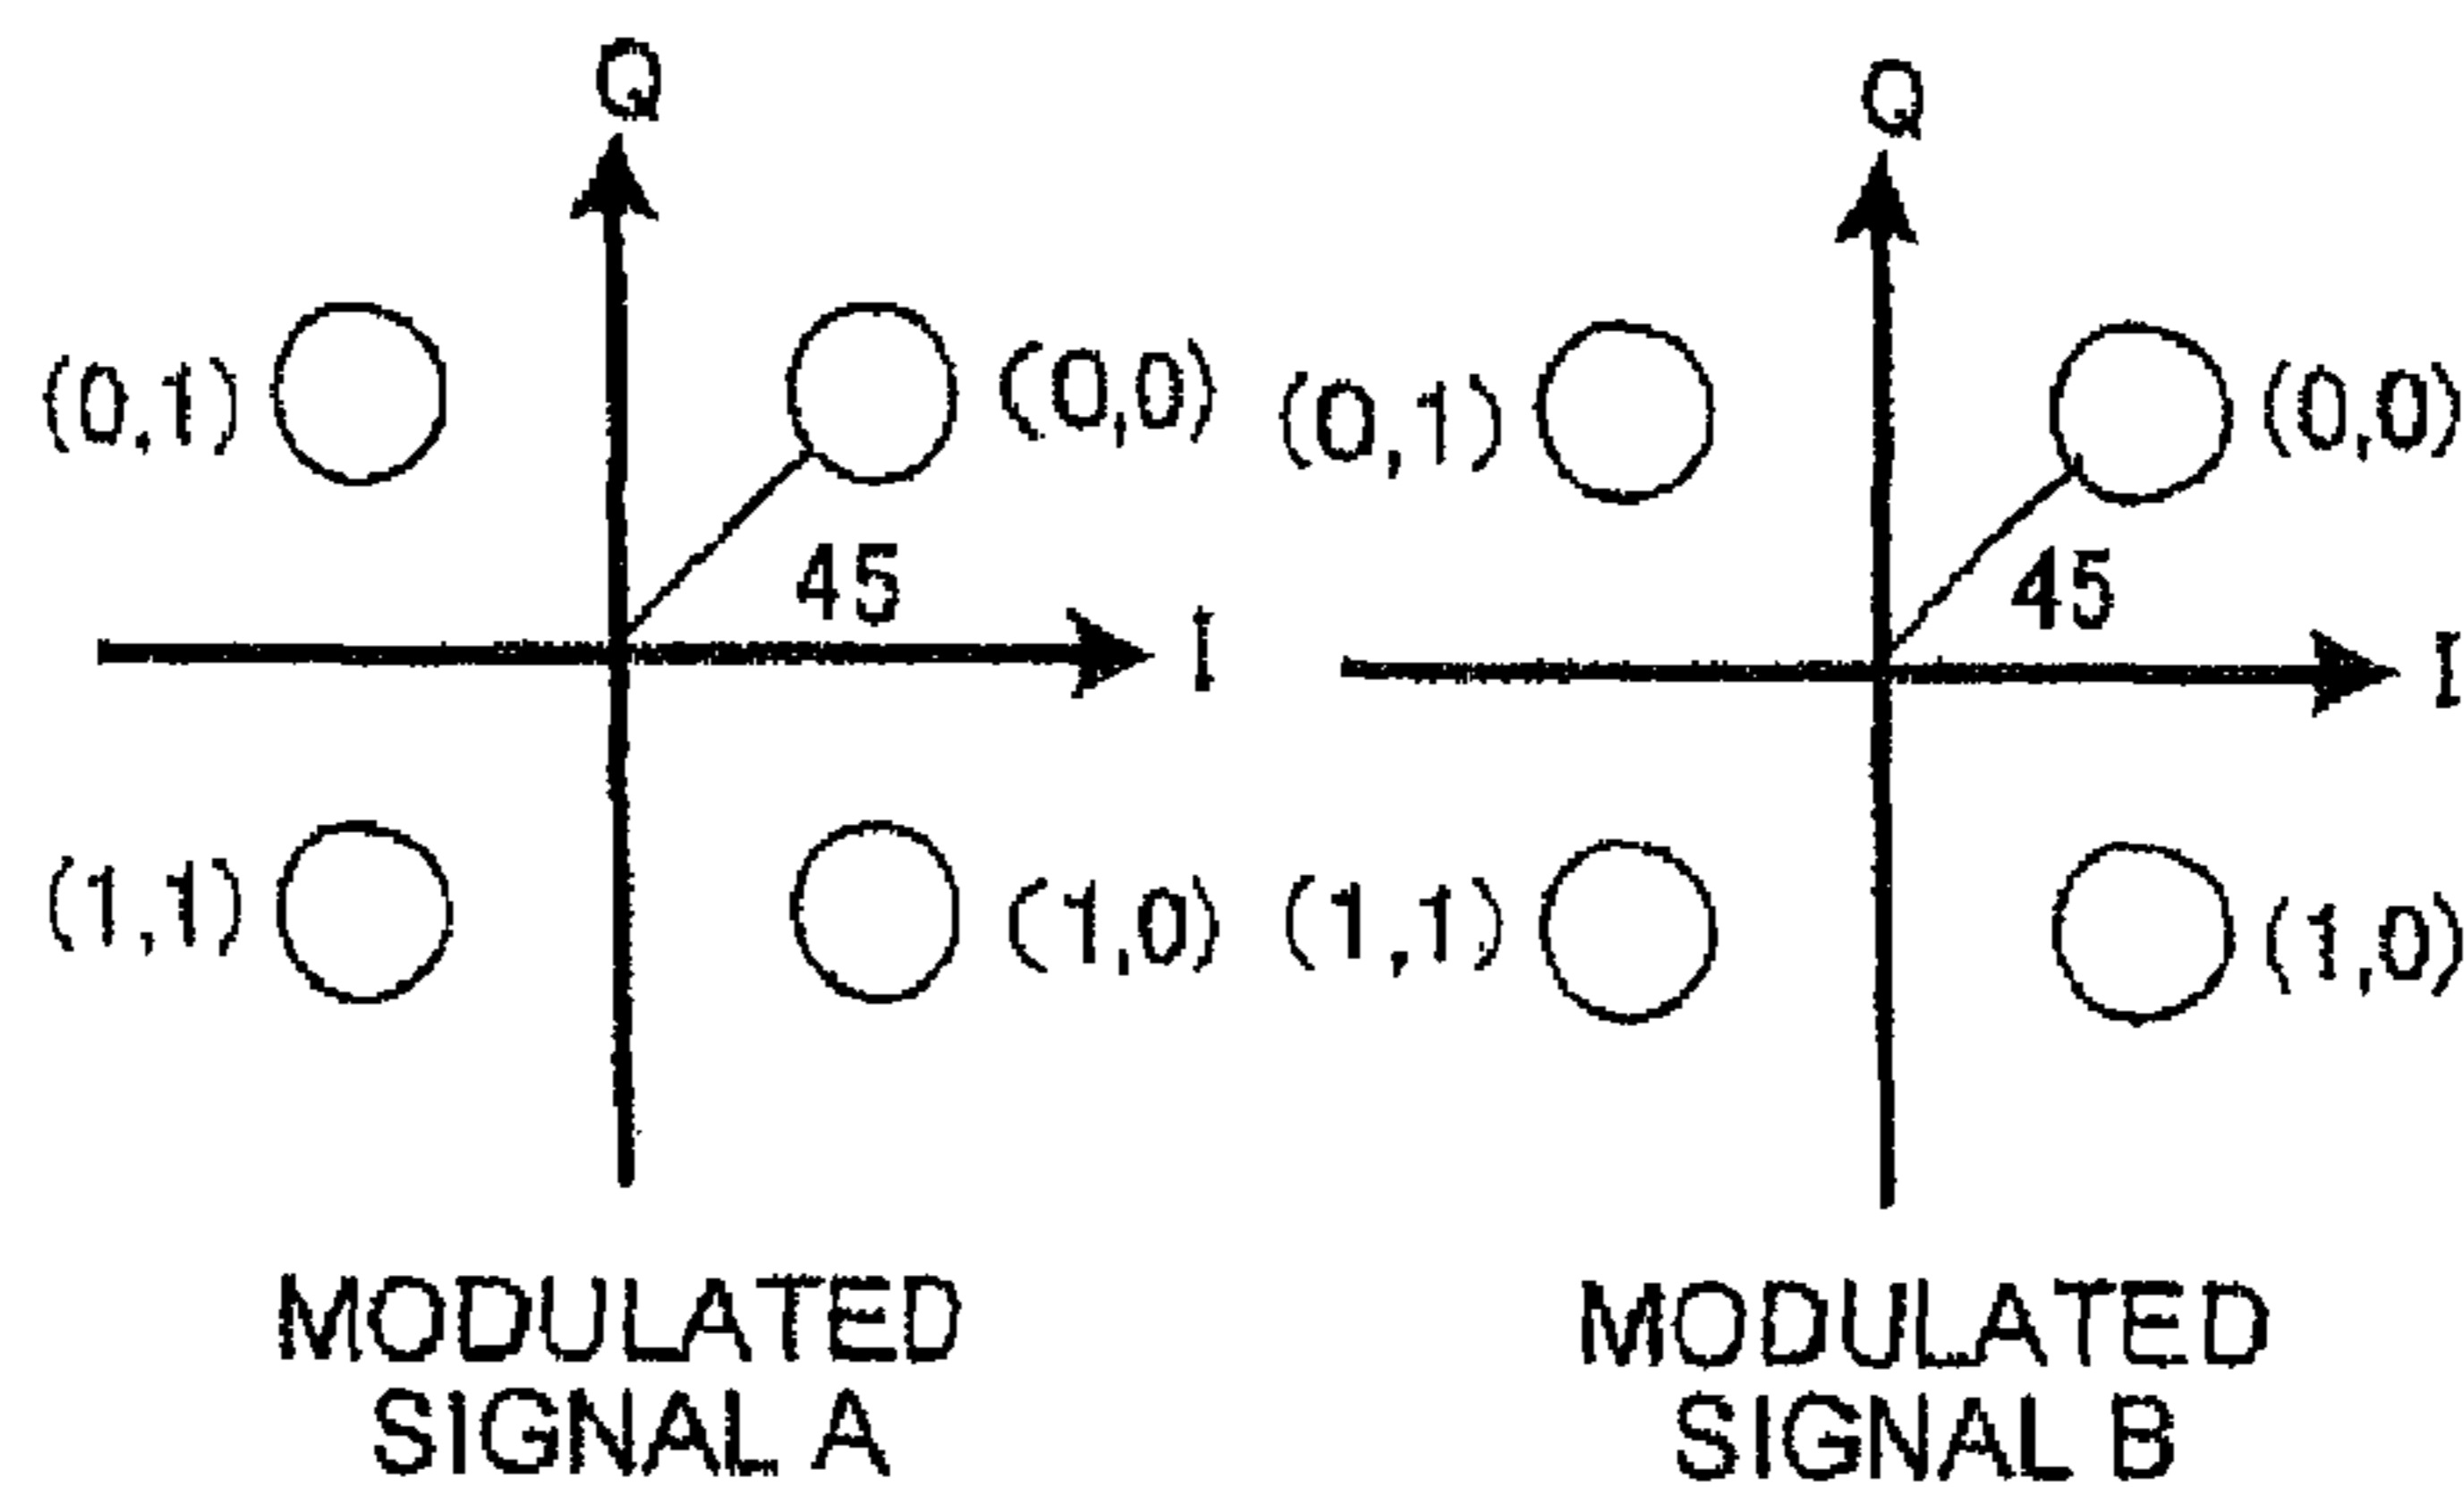 Q Q
(0,1) (0,0) (0,1) (0,0)
45 45
I I
(1,1) (1,0) (1,1) (1,0)
MODULATED
SIGNAL A
MODULATED
SIGNAL B